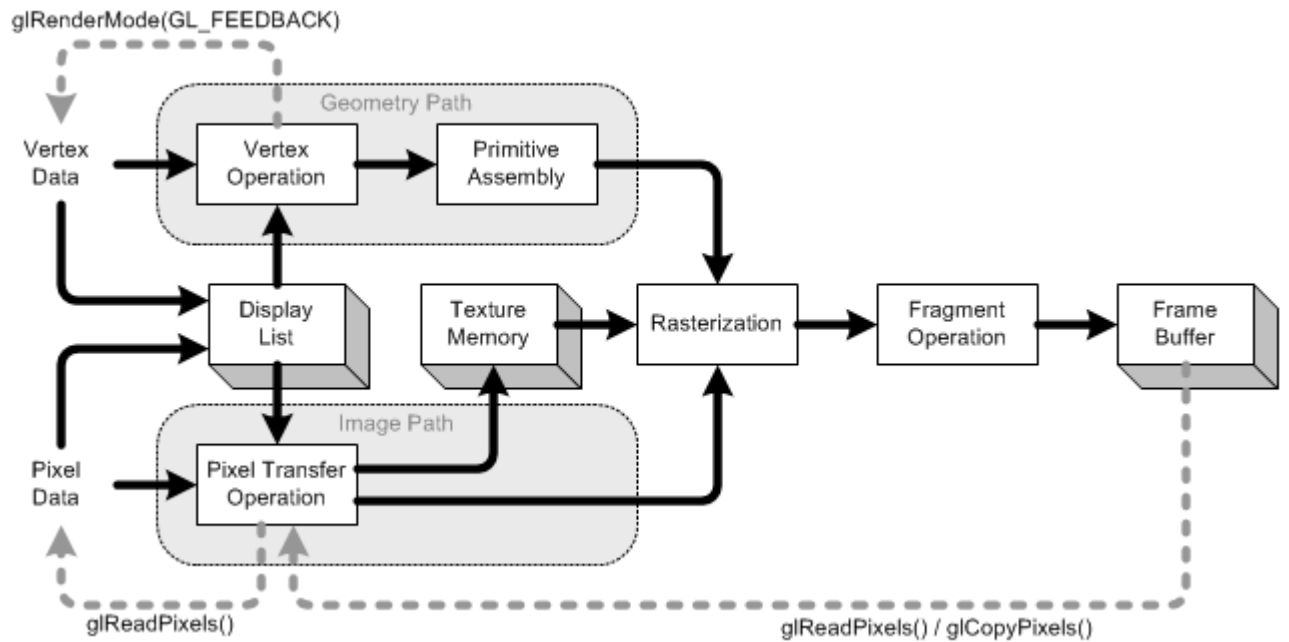 glRenderMode(GL_FEEDBACK)
Geometry Path
Vertex
Data
Vertex
Operation
Primitive
Assembly
Display
List
Texture
Memory
Rasterization
Fragment
Operation
Frame
Buffer
Image Path
Pixel
Data
Pixel Transfer
Operation
glReadPixels()
glReadPixels() / glCopyPixels()